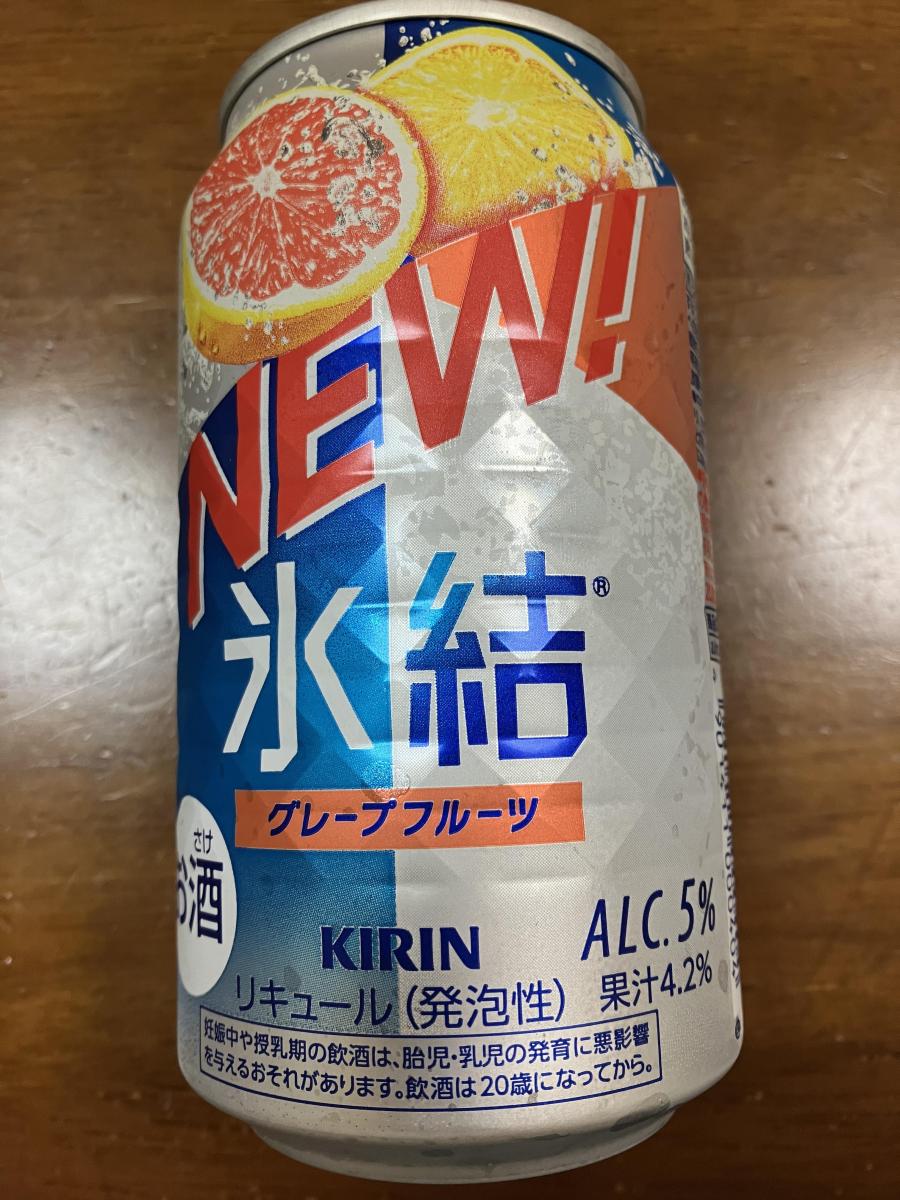 NEW!
氷結®
グレープフルーツ
さけ
お酒
KIRIN
ALC.5%
リキュール(発泡性)
果汁4.2%
妊娠中や授乳期の飲酒は、胎児・乳児の発育に悪影響
を与えるおそれがあります。飲酒は20歳になってから。